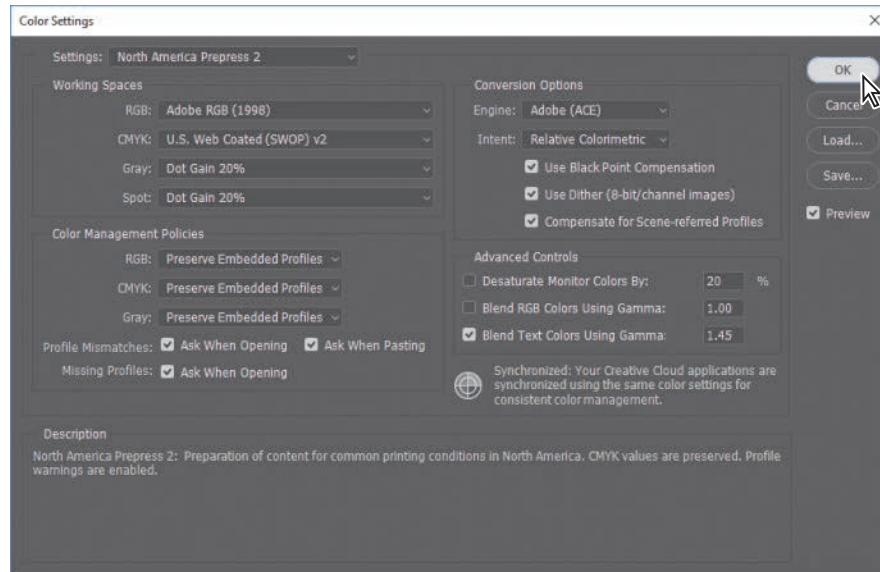 Color Settings
Settings: North America Prepress 2
Working Spaces
RGB: Adobe RGB (1998)
CMYK: U.S. Web Coated (SWOP) v2
Gray: Dot Gain 20%
Spot: Dot Gain 20%
Color Management Policies
RGB: Preserve Embedded Profiles
CMYK: Preserve Embedded Profiles
Gray: Preserve Embedded Profiles
Profile Mismatches: Ask When Opening Ask When Pasting
Missing Profiles: Ask When Opening
Conversion Options
Engine: Adobe (ACE)
Intent: Relative Colorimetric
Use Black Point Compensation
Use Dither (8-bit/channel images)
Compensate for Scene-referred Profiles
Advanced Controls
Desaturate Monitor Colors By: 20 %
Blend RGB Colors Using Gamma: 1.00
Blend Text Colors Using Gamma: 1.45
Synchronized: Your Creative Cloud applications are
synchronized using the same color settings for
consistent color management.
OK
Cancel
Load...
Save...
Preview
Description
North America Prepress 2: Preparation of content for common printing conditions in North America. CMYK values are preserved. Profile
warnings are enabled.